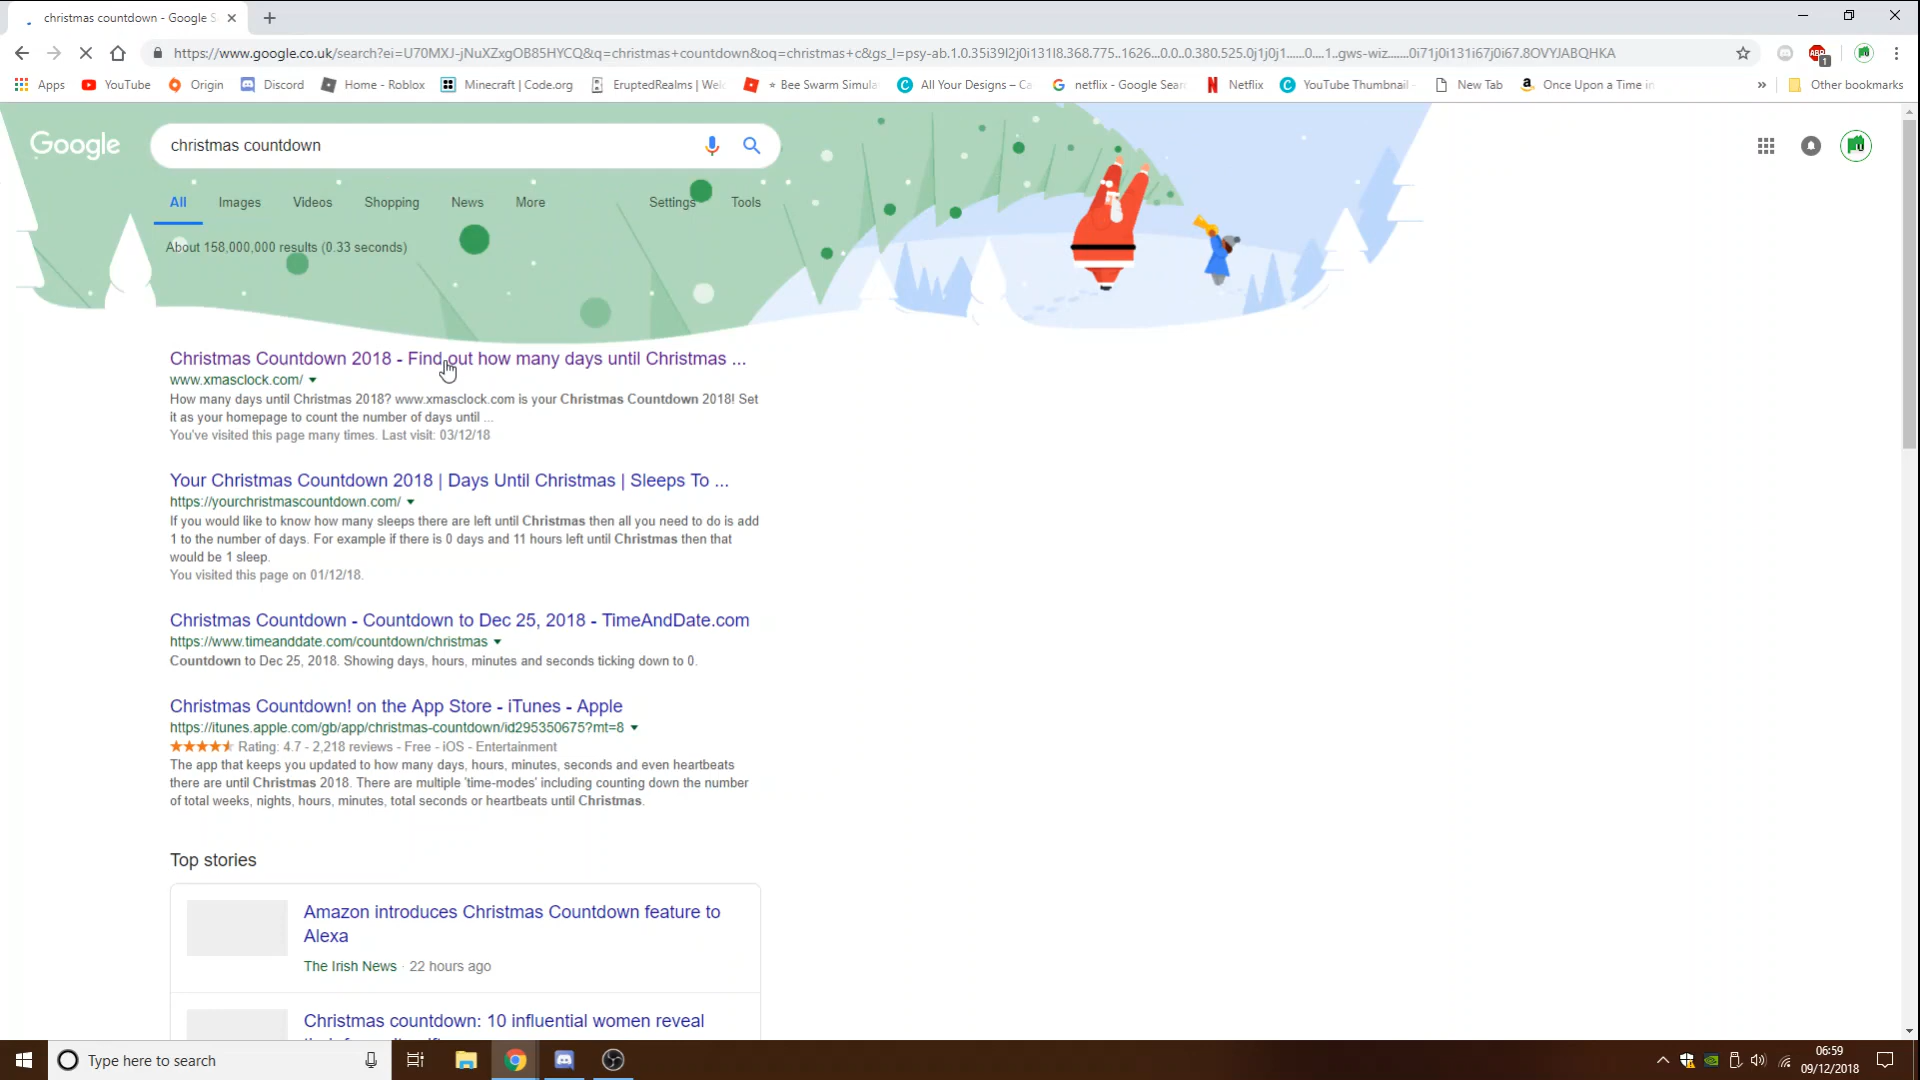 christmas countdown - Google S
https://www.google.co.uk/search?ei=U70MXJ-jNuXZxgOB85HYCQ&q=christmas+countdown&oq=christmas+c&gs_l=psy-ab.1.0.35i39l2j0i131l8.368.775..1626...0.0..0.380.525.0j1j0j1......0....1..gws-wiz.......0i71j0i131i67j0i67.8OVYJABQHKA
ABP 1
Apps YouTube Origin Discord Home - Roblox Minecraft | Code.org EruptedRealms | Welc Bee Swarm Simula All Your Designs – Ca netflix - Google Sear Netflix YouTube Thumbnail - New Tab Once Upon a Time in » Other bookmarks
Google christmas countdown
All Images Videos Shopping News More Settings Tools
About 158,000,000 results (0.33 seconds)
Christmas Countdown 2018 - Find out how many days until Christmas ...
www.xmasclock.com/
How many days until Christmas 2018? www.xmasclock.com is your Christmas Countdown 2018! Set
it as your homepage to count the number of days until ...
You've visited this page many times. Last visit: 03/12/18
Your Christmas Countdown 2018 | Days Until Christmas | Sleeps To ...
https://yourchristmascountdown.com/
If you would like to know how many sleeps there are left until Christmas then all you need to do is add
1 to the number of days. For example if there is 0 days and 11 hours left until Christmas then that
would be 1 sleep.
You visited this page on 01/12/18.
Christmas Countdown - Countdown to Dec 25, 2018 - TimeAndDate.com
https://www.timeanddate.com/countdown/christmas
Countdown to Dec 25, 2018. Showing days, hours, minutes and seconds ticking down to 0.
Christmas Countdown! on the App Store - iTunes - Apple
https://itunes.apple.com/gb/app/christmas-countdown/id295350675?mt=8
Rating: 4.7 - 2,218 reviews - Free - iOS - Entertainment
The app that keeps you updated to how many days, hours, minutes, seconds and even heartbeats
there are until Christmas 2018. There are multiple 'time-modes' including counting down the number
of total weeks, nights, hours, minutes, total seconds or heartbeats until Christmas.
Top stories
Amazon introduces Christmas Countdown feature to
Alexa
The Irish News · 22 hours ago
Christmas countdown: 10 influential women reveal
Type here to search
06:59
09/12/2018